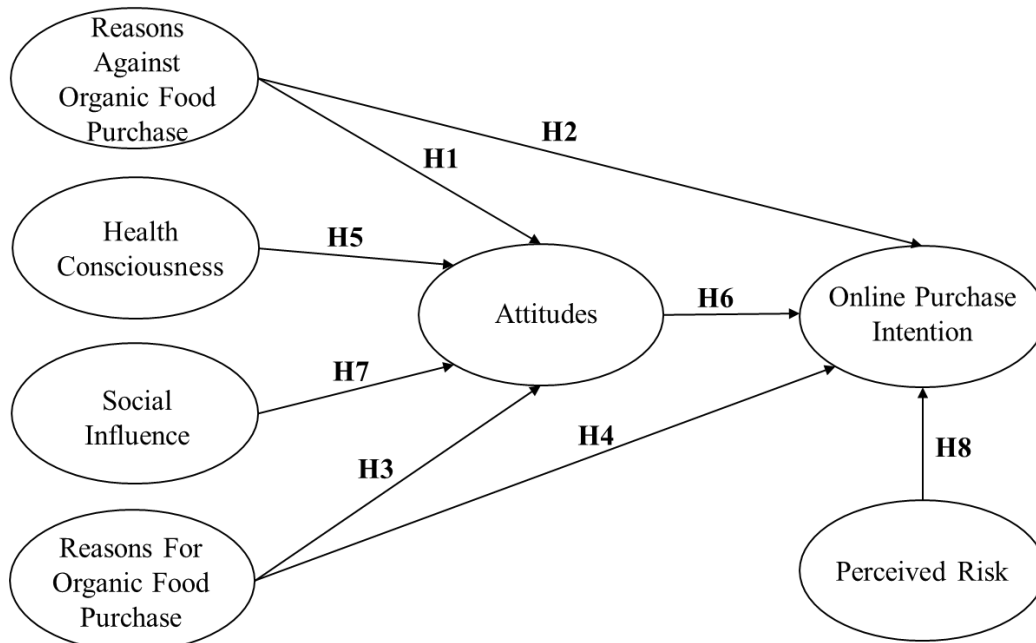 Reasons
Against
Organic Food
Purchase
H2
H1
Health
Consciousness
H5
Attitudes
H6
Online Purchase
Intention
Social
Influence
H7
H3
H4
H8
Reasons For
Organic Food
Purchase
Perceived Risk